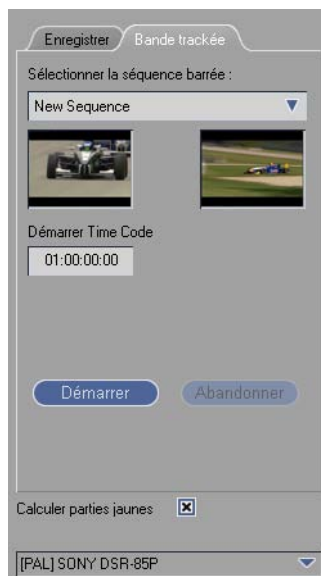 Enregistrer Bande trackée
Sélectionner la séquence barrée :
New Sequence
Démarrer Time Code
01:00:00:00
Démarrer Abandonner
Calculer parties jaunes
[PAL] SONY DSR-85P